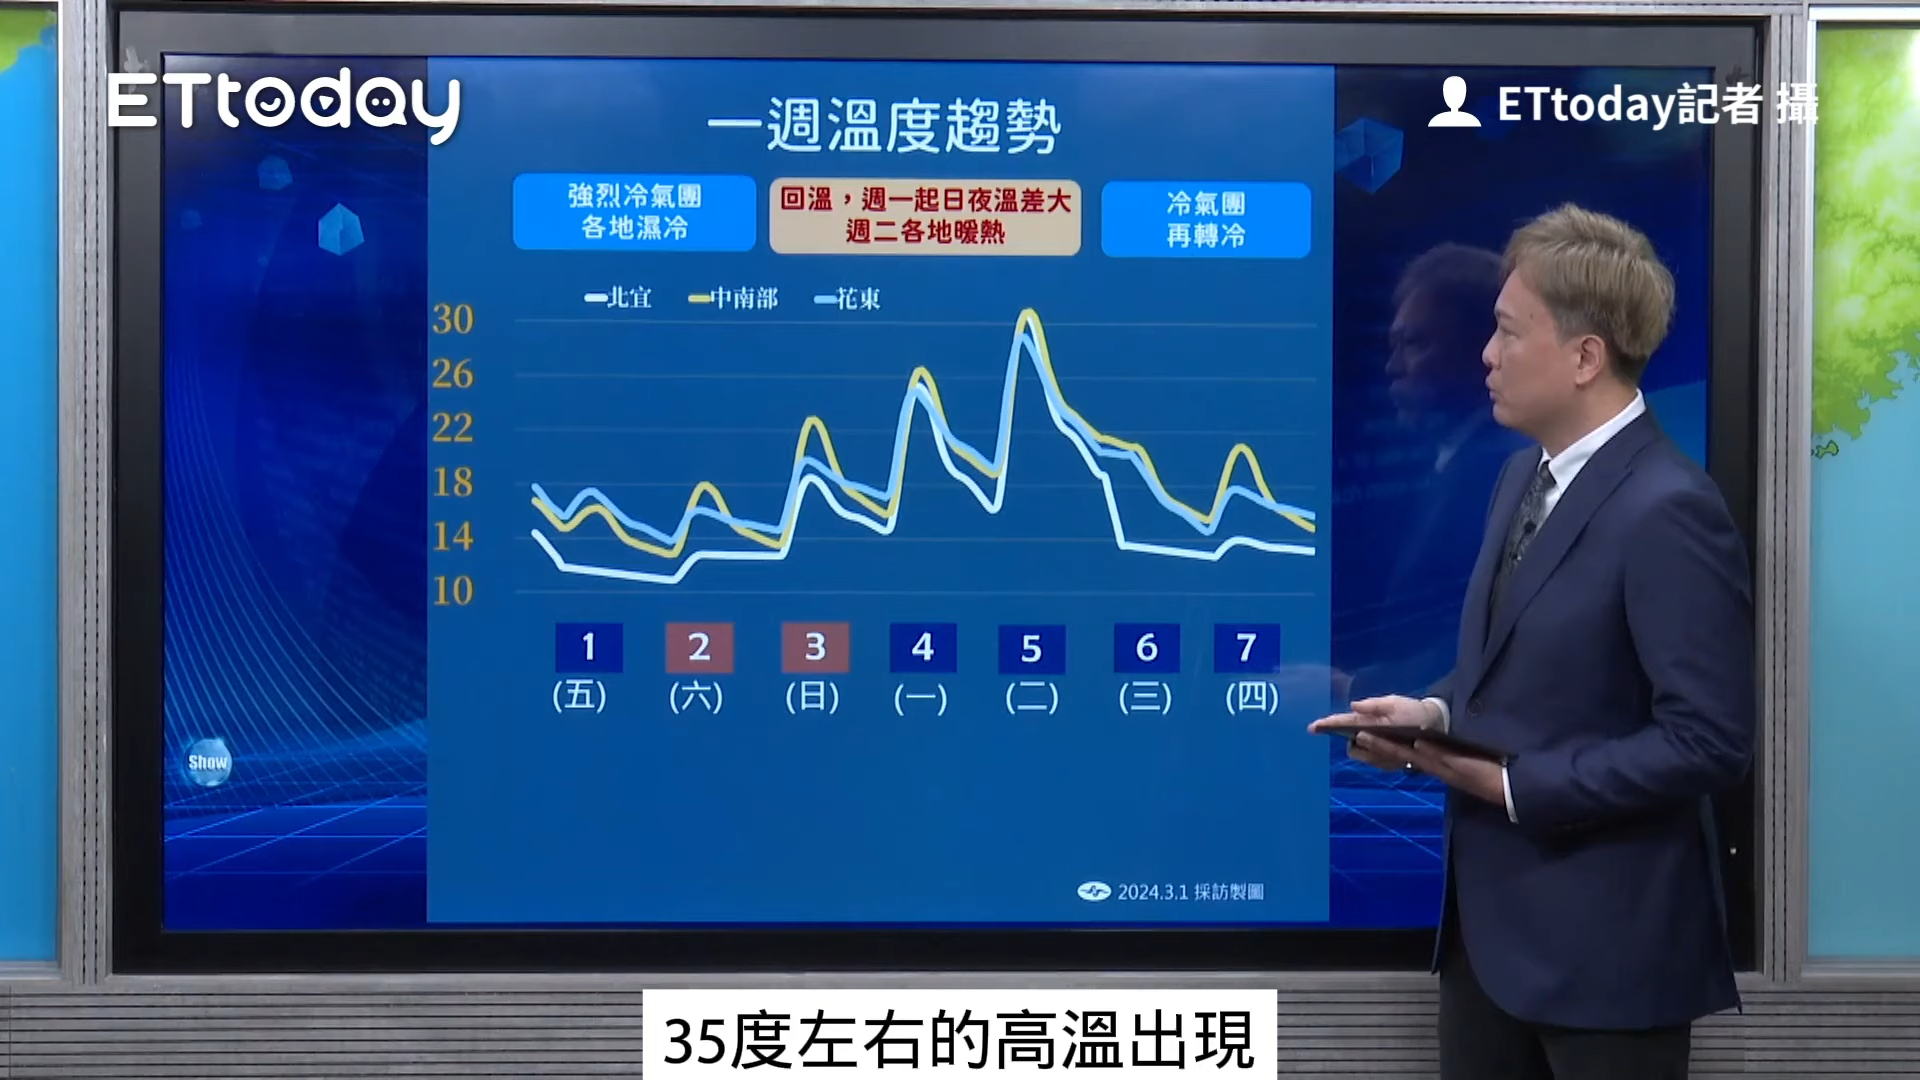 ETtoday
ETtoday記者 攝
一週溫度趨勢
強烈冷氣團
各地濕冷
回溫，週一起日夜溫差大
週二各地暖熱
冷氣團
再轉冷
北宜 中南部 花東
30
26
22
18
14
10
1 2 3 4 5 6 7
(五) (六) (日) (一) (二) (三) (四)
Show
2024.3.1 採訪製圖
35度左右的高溫出現